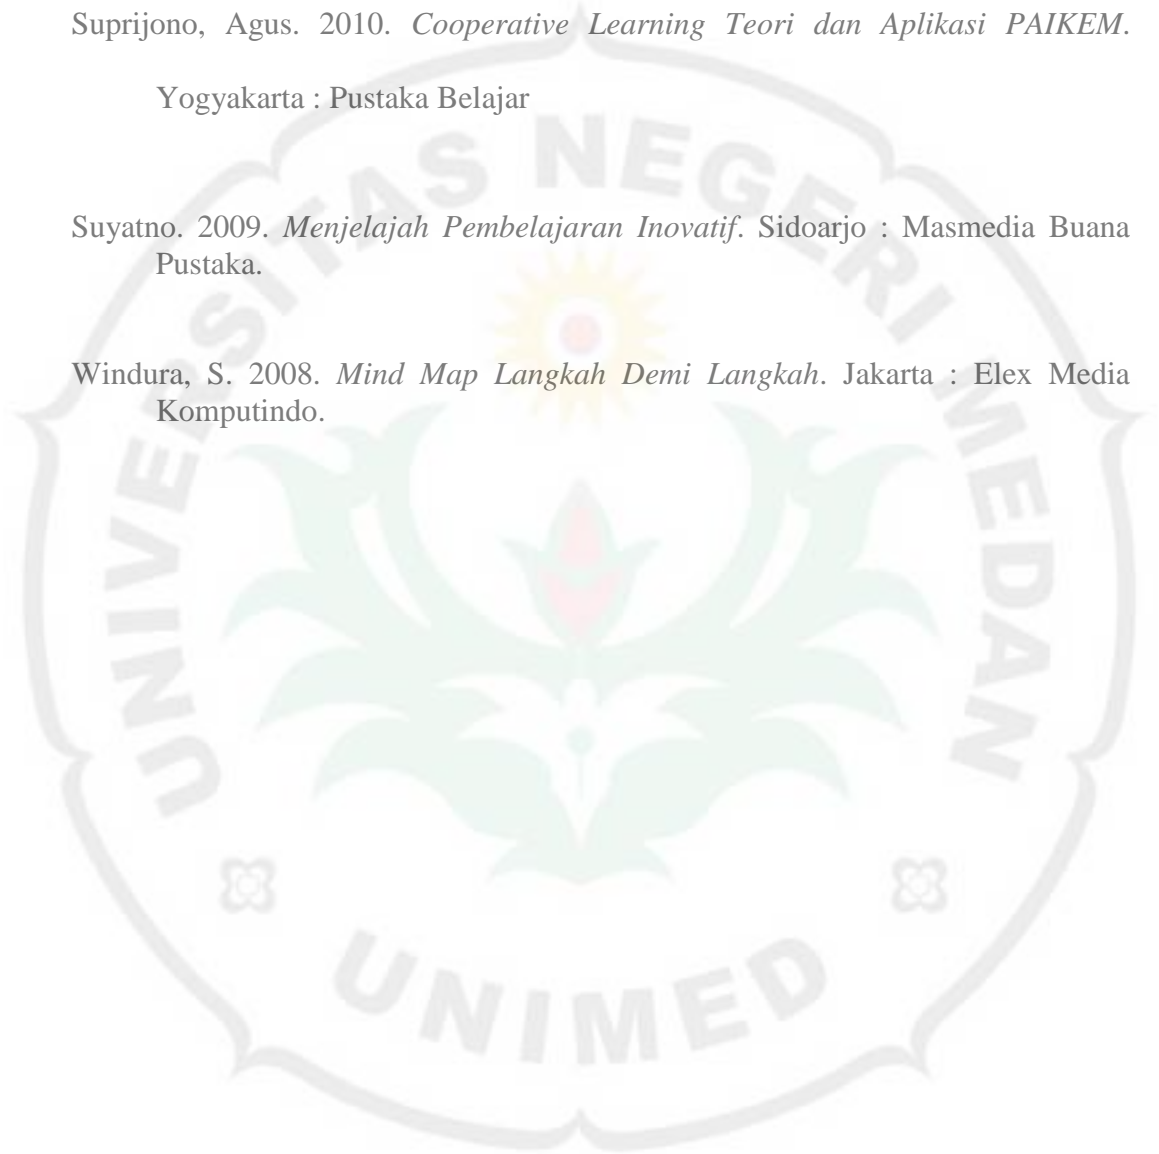 Suprijono, Agus. 2010. Cooperative Learning Teori dan Aplikasi PAIKEM.
Yogyakarta : Pustaka Belajar
Suyatno. 2009. Menjelajah Pembelajaran Inovatif. Sidoarjo : Masmedia Buana
Pustaka.
Windura, S. 2008. Mind Map Langkah Demi Langkah. Jakarta : Elex Media
Komputindo.
UNIVERSITAS NEGERI MEDAN
UNIMED